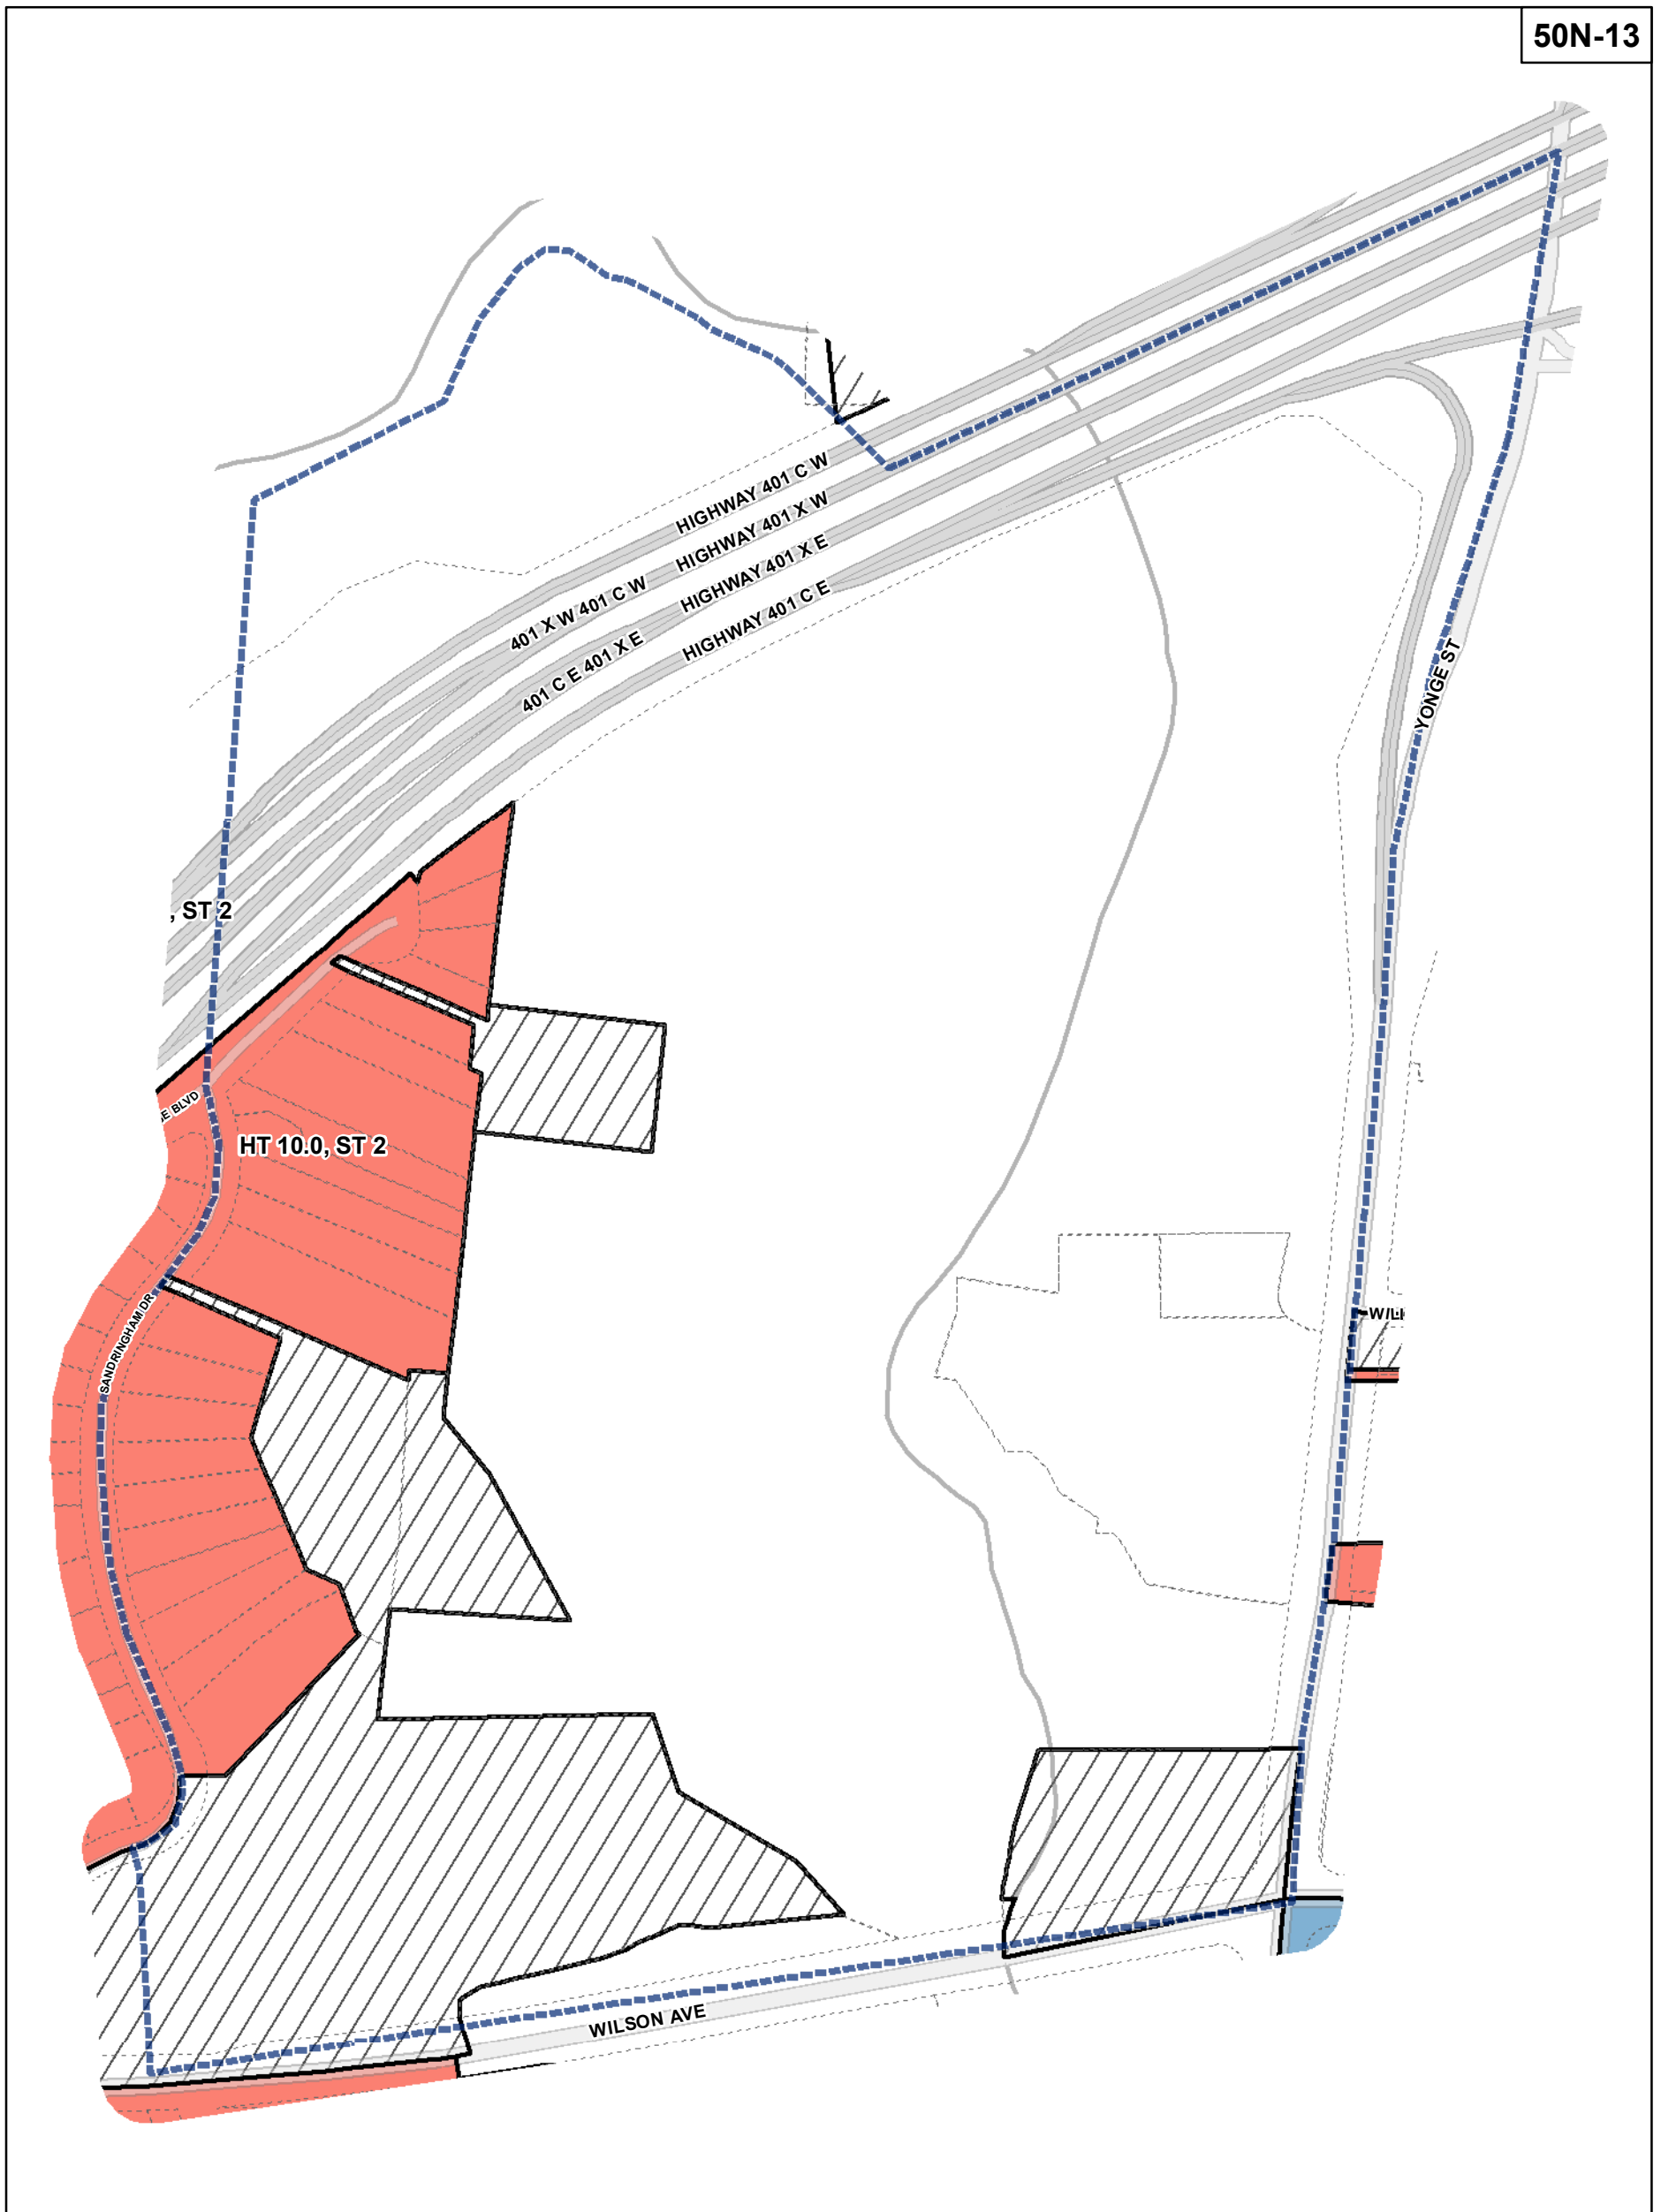 50N-13
HIGHWAY 401 C W
HIGHWAY 401 X W
401 X W 401 C W
HIGHWAY 401 X E
HIGHWAY 401 C E
401 C E 401 X E
YONGE ST
, ST 2
E BLVD
HT 10.0, ST 2
SANDRINGHAM DR
WILL
WILSON AVE